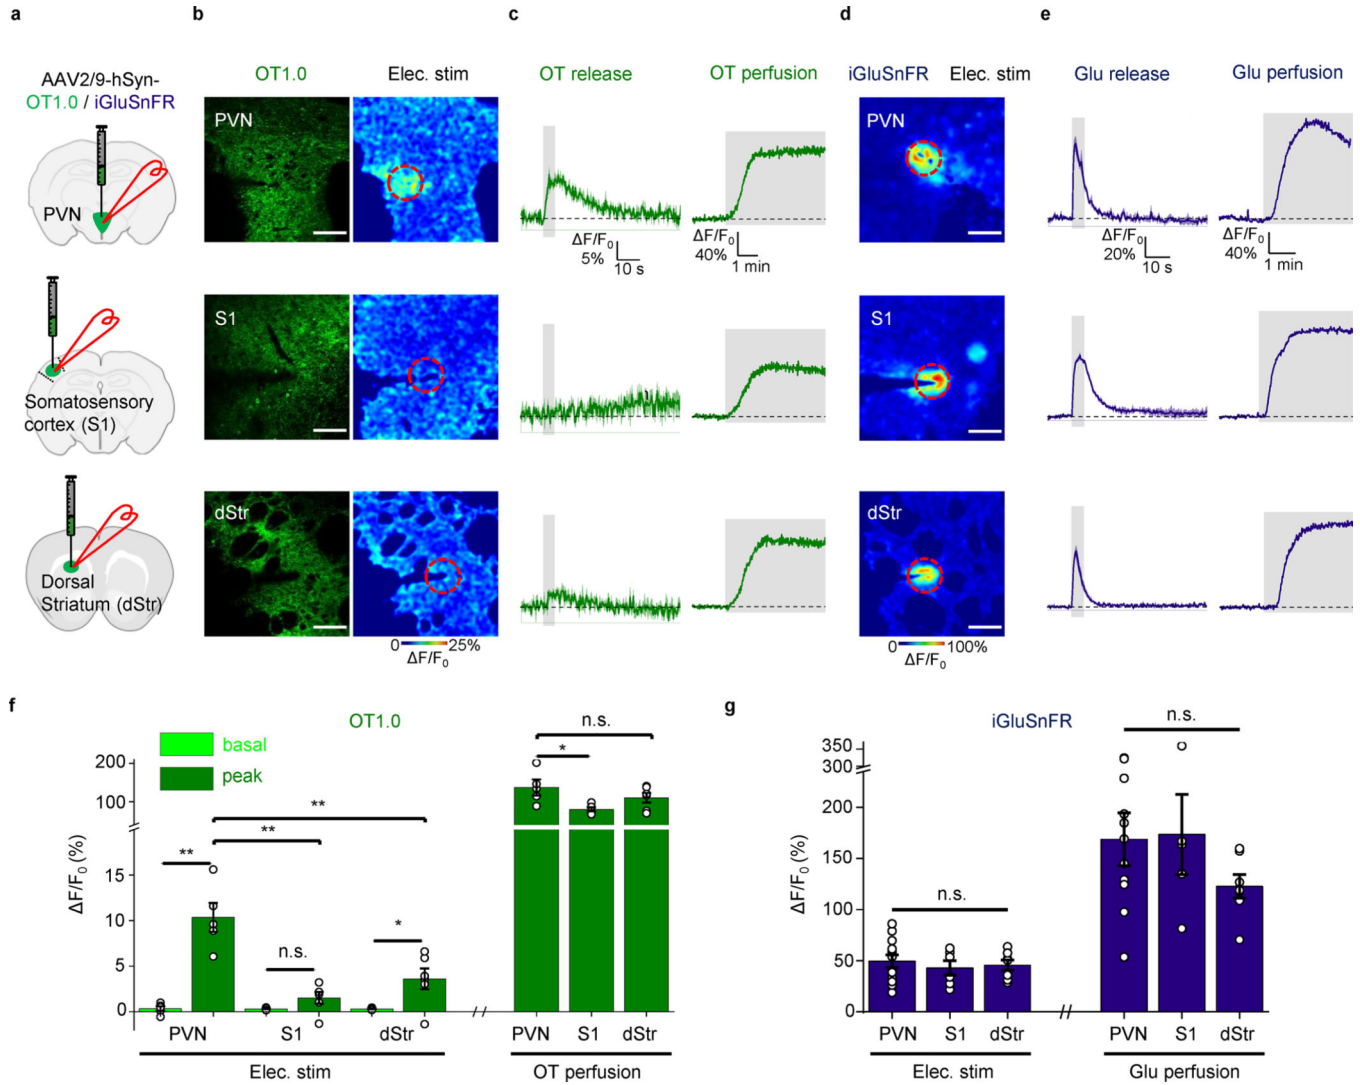 a
b
c
d
e
AAV2/9-hSyn-
OT1.0 / iGluSnFR
OT1.0
Elec. stim
OT release
OT perfusion
iGluSnFR
Elec. stim
Glu release
Glu perfusion
PVN
PVN
PVN
ΔF/F0
5%
10 s
ΔF/F0
40%
1 min
ΔF/F0
20%
10 s
ΔF/F0
40%
1 min
Somatosensory
cortex (S1)
S1
S1
Dorsal
Striatum (dStr)
dStr
dStr
0 25%
ΔF/F0
0 100%
ΔF/F0
f
OT1.0
basal
peak
ΔF/F0 (%)
200
100
15
10
5
0
**
**
**
n.s.
*
*
n.s.
PVN
S1
dStr
PVN
S1
dStr
Elec. stim
OT perfusion
g
iGluSnFR
ΔF/F0 (%)
350
300
200
150
100
50
0
n.s.
n.s.
PVN
S1
dStr
PVN
S1
dStr
Elec. stim
Glu perfusion